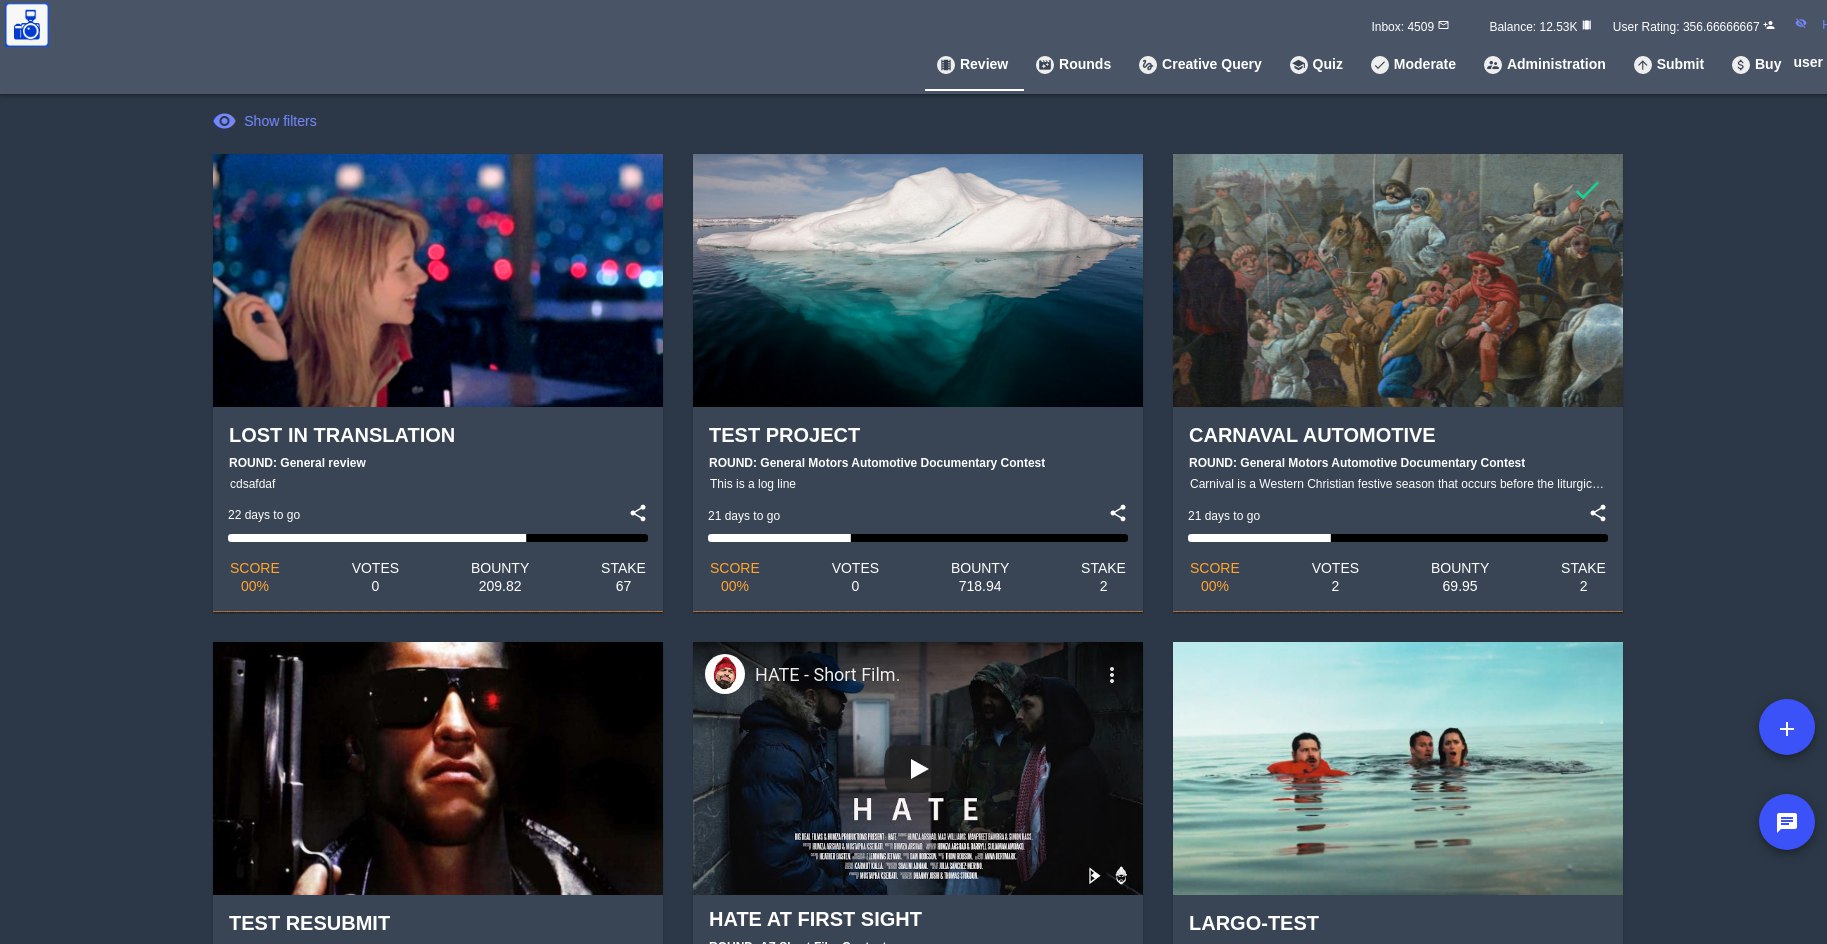 Inbox: 4509
Balance: 12.53K
User Rating: 356.66666667
Review
Rounds
Creative Query
Quiz
Moderate
Administration
Submit
Buy
user
Show filters
LOST IN TRANSLATION
ROUND: General review
cdsafdaf
22 days to go
SCORE VOTES BOUNTY STAKE
00% 0 209.82 67
TEST PROJECT
ROUND: General Motors Automotive Documentary Contest
This is a log line
21 days to go
SCORE VOTES BOUNTY STAKE
00% 0 718.94 2
CARNAVAL AUTOMOTIVE
ROUND: General Motors Automotive Documentary Contest
Carnival is a Western Christian festive season that occurs before the liturgic...
21 days to go
SCORE VOTES BOUNTY STAKE
00% 2 69.95 2
TEST RESUBMIT
HATE - Short Film.
HATE
HATE AT FIRST SIGHT
LARGO-TEST